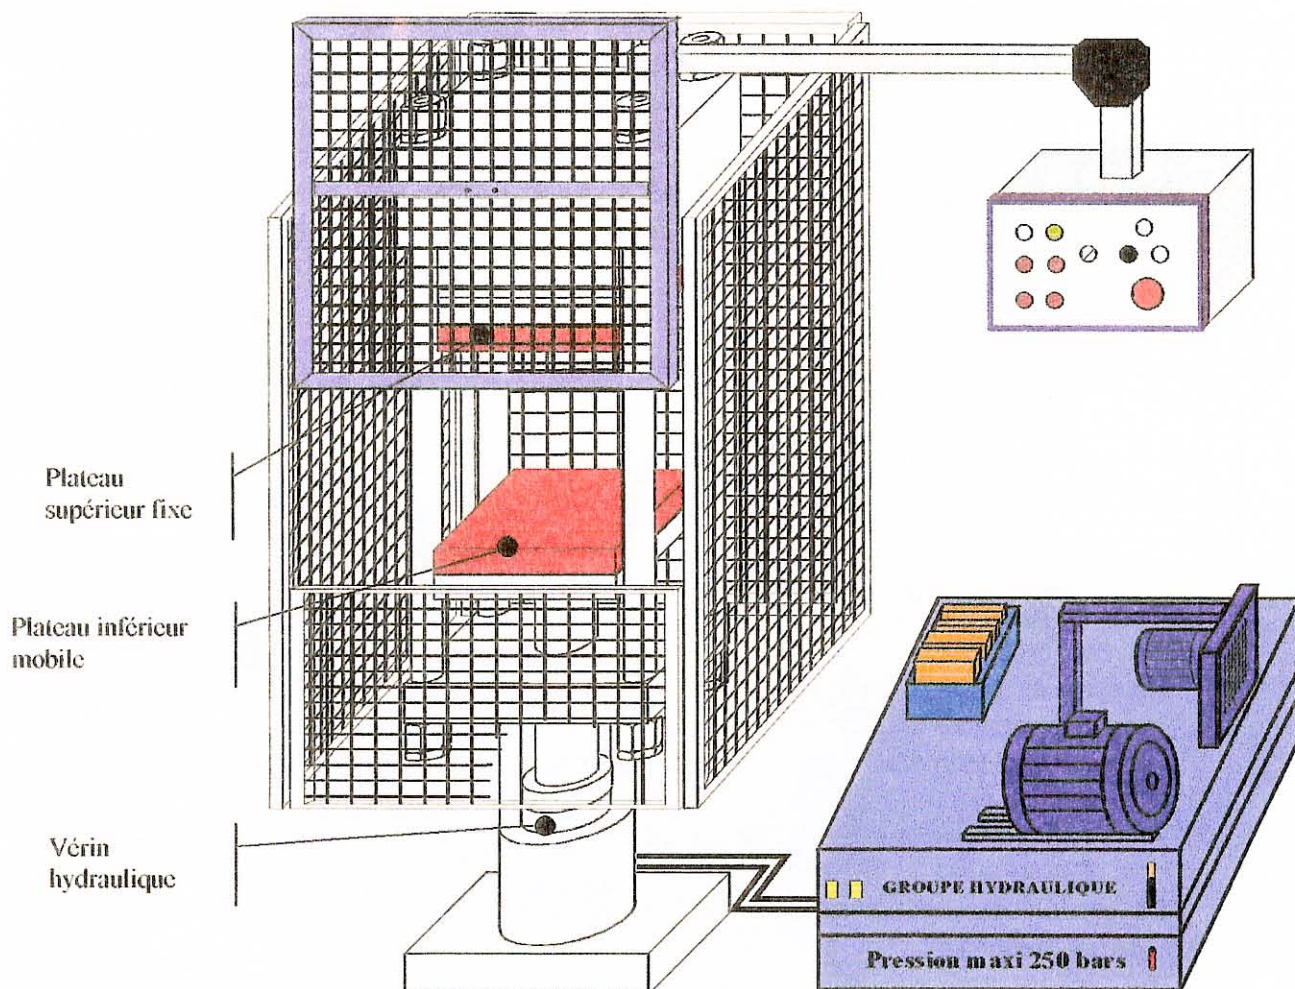 Plateau
supérieur fixe
Plateau inférieur
mobile
Vérin
hydraulique
GROUPE HYDRAULIQUE
Pression maxi 250 bars